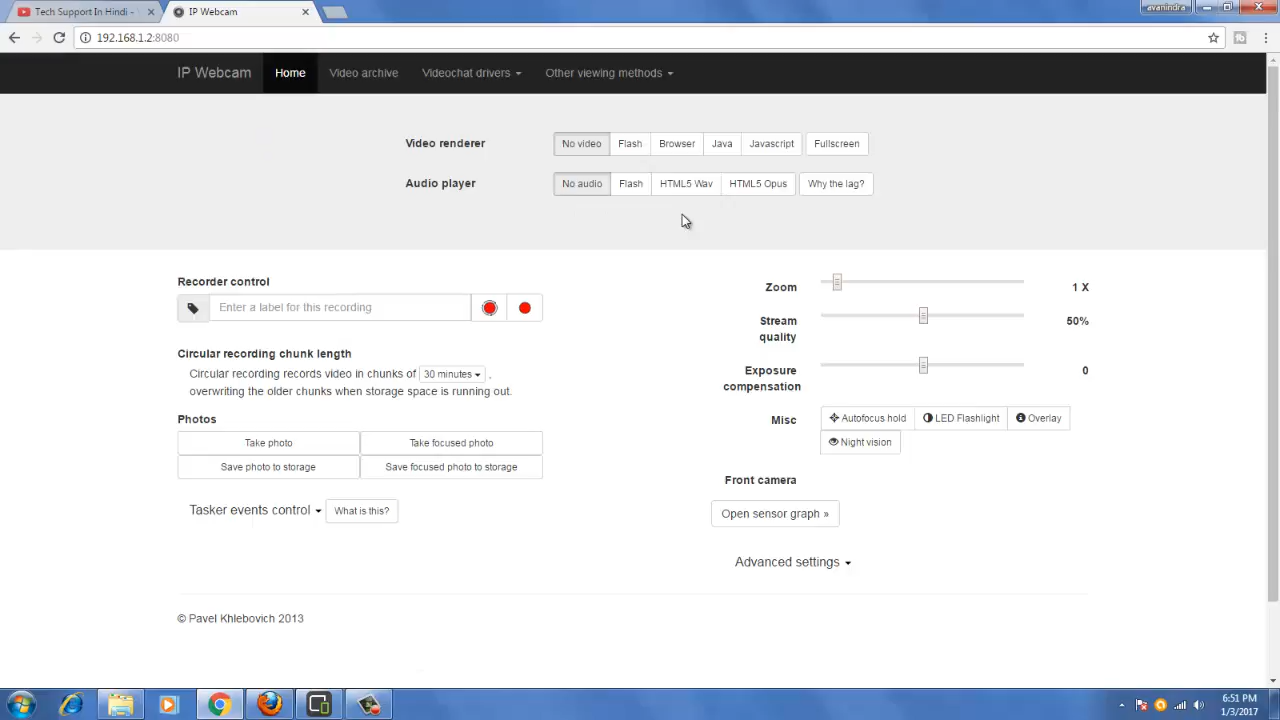 Tech Support In Hindi -
IP Webcam
avanindra
192.168.1.2:8080
IP Webcam Home Video archive Videochat drivers Other viewing methods
Video renderer No video Flash Browser Java Javascript Fullscreen
Audio player No audio Flash HTML5 Wav HTML5 Opus Why the lag?
Recorder control
Enter a label for this recording
Circular recording chunk length
Circular recording records video in chunks of 30 minutes ,
overwriting the older chunks when storage space is running out.
Photos
Take photo Take focused photo
Save photo to storage Save focused photo to storage
Tasker events control What is this?
Zoom 1 X
Stream
quality 50%
Exposure
compensation 0
Misc Autofocus hold LED Flashlight Overlay
Night vision
Front camera
Open sensor graph »
Advanced settings
© Pavel Khlebovich 2013
6:51 PM
1/3/2017